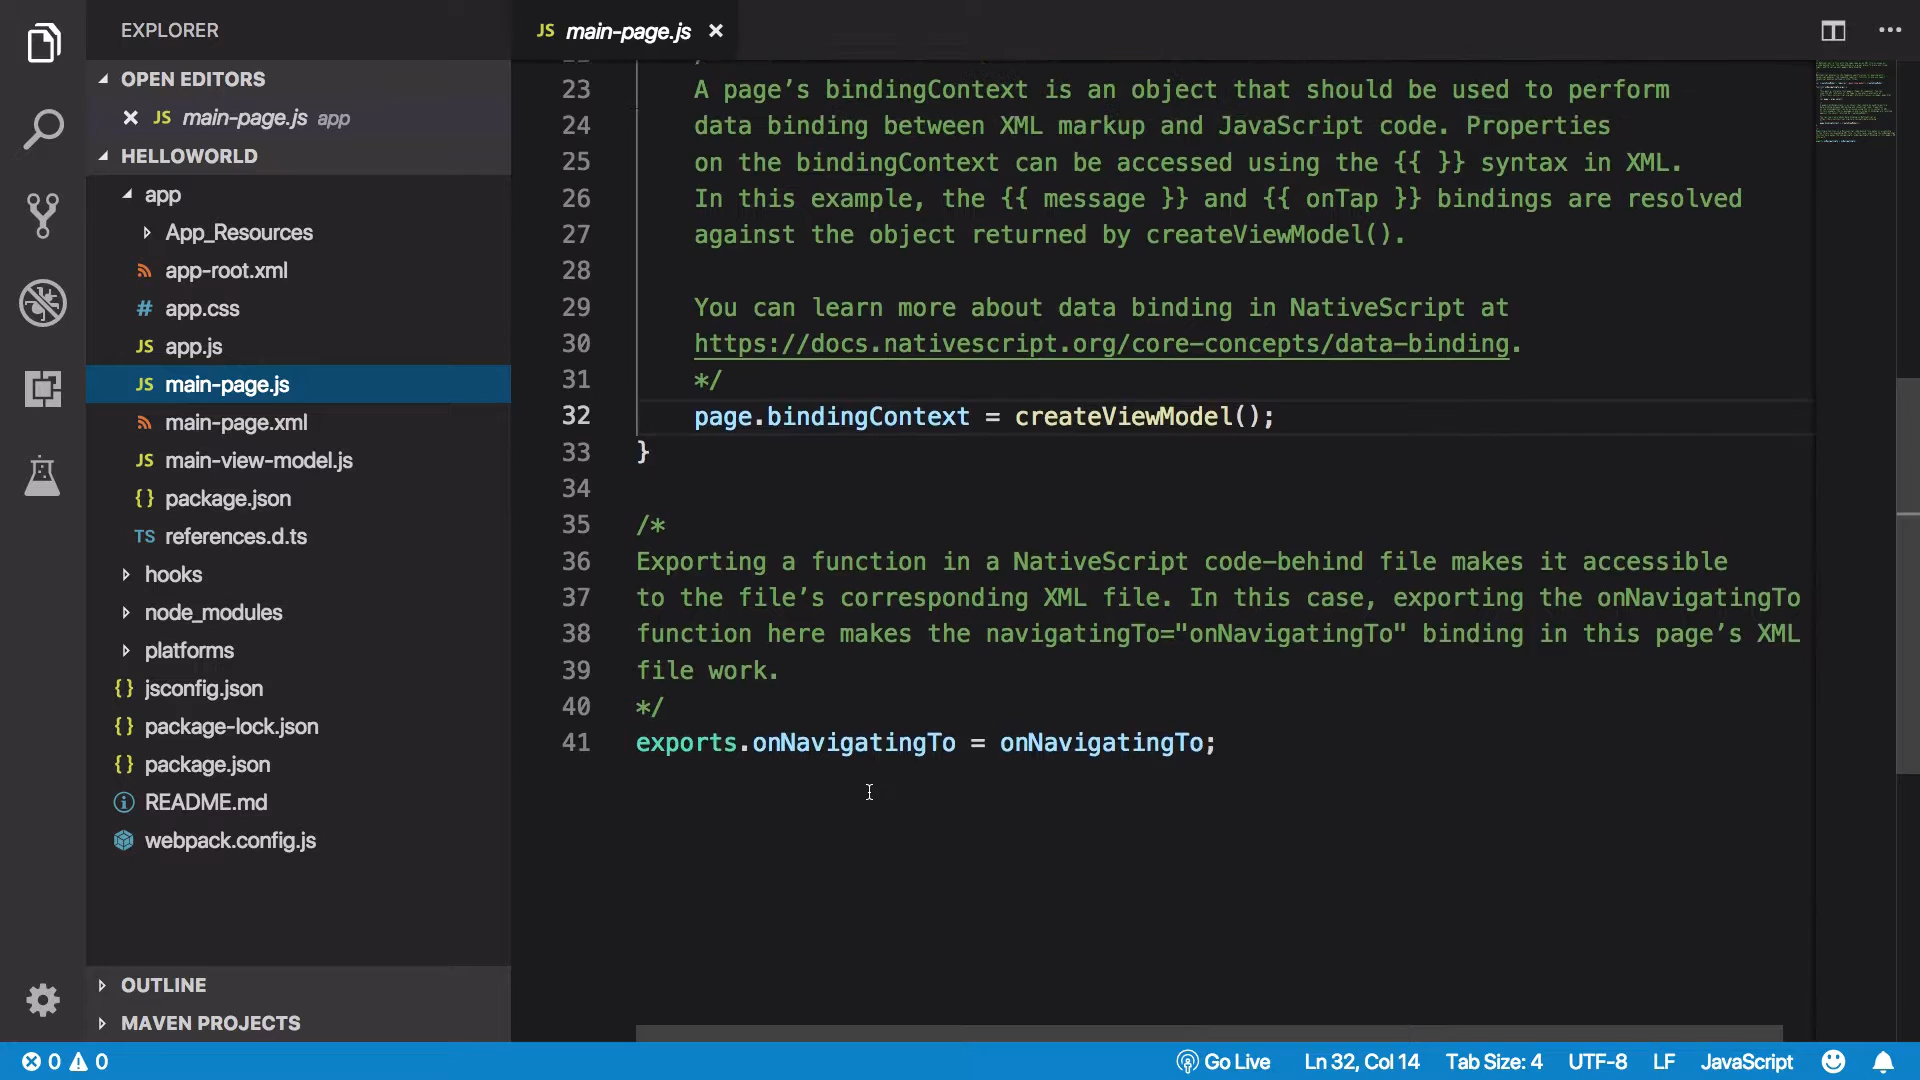 EXPLORER
OPEN EDITORS
JS main-page.js app
HELLOWORLD
app
App_Resources
app-root.xml
# app.css
JS app.js
JS main-page.js
main-page.xml
JS main-view-model.js
{} package.json
TS references.d.ts
hooks
node_modules
platforms
{} jsconfig.json
{} package-lock.json
{} package.json
README.md
webpack.config.js
OUTLINE
MAVEN PROJECTS
JS main-page.js
23 A page’s bindingContext is an object that should be used to perform
24 data binding between XML markup and JavaScript code. Properties
25 on the bindingContext can be accessed using the {{ }} syntax in XML.
26 In this example, the {{ message }} and {{ onTap }} bindings are resolved
27 against the object returned by createViewModel().
28
29 You can learn more about data binding in NativeScript at
30 https://docs.nativescript.org/core-concepts/data-binding.
31 */
32 page.bindingContext = createViewModel();
33 }
34
35 /*
36 Exporting a function in a NativeScript code-behind file makes it accessible
37 to the file’s corresponding XML file. In this case, exporting the onNavigatingTo
38 function here makes the navigatingTo="onNavigatingTo" binding in this page’s XML
39 file work.
40 */
41 exports.onNavigatingTo = onNavigatingTo;
0 0 Go Live Ln 32, Col 14 Tab Size: 4 UTF-8 LF JavaScript